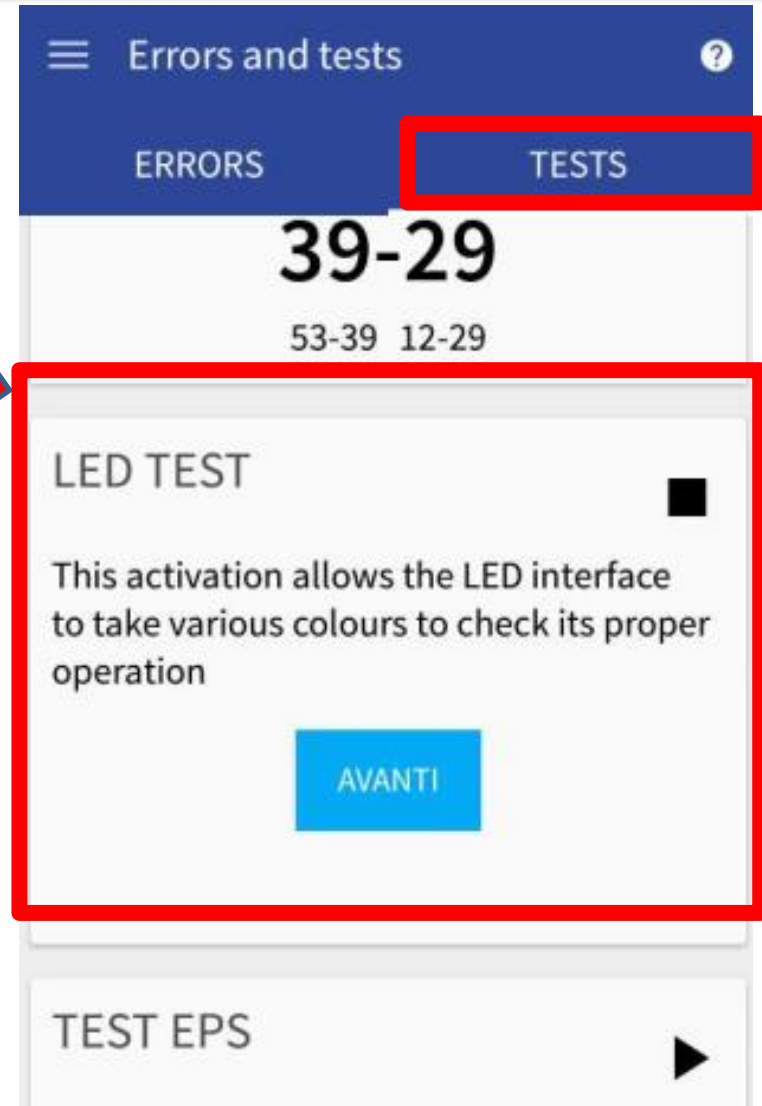 Errors and tests ?
ERRORS TESTS
39-29
53-39 12-29
LED TEST
This activation allows the LED interface
to take various colours to check its proper
operation
AVANTI
TEST EPS